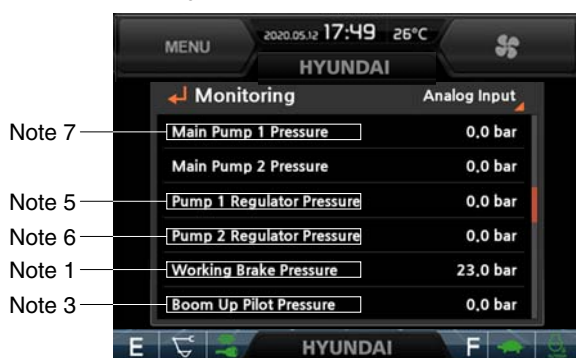 MENU 2020.05.12 17:49 26°C
HYUNDAI
Monitoring Analog Input
Note 7 Main Pump 1 Pressure 0.0 bar
Main Pump 2 Pressure 0.0 bar
Note 5 Pump 1 Regulator Pressure 0.0 bar
Note 6 Pump 2 Regulator Pressure 0.0 bar
Note 1 Working Brake Pressure 23.0 bar
Note 3 Boom Up Pilot Pressure 0.0 bar
E HYUNDAI F